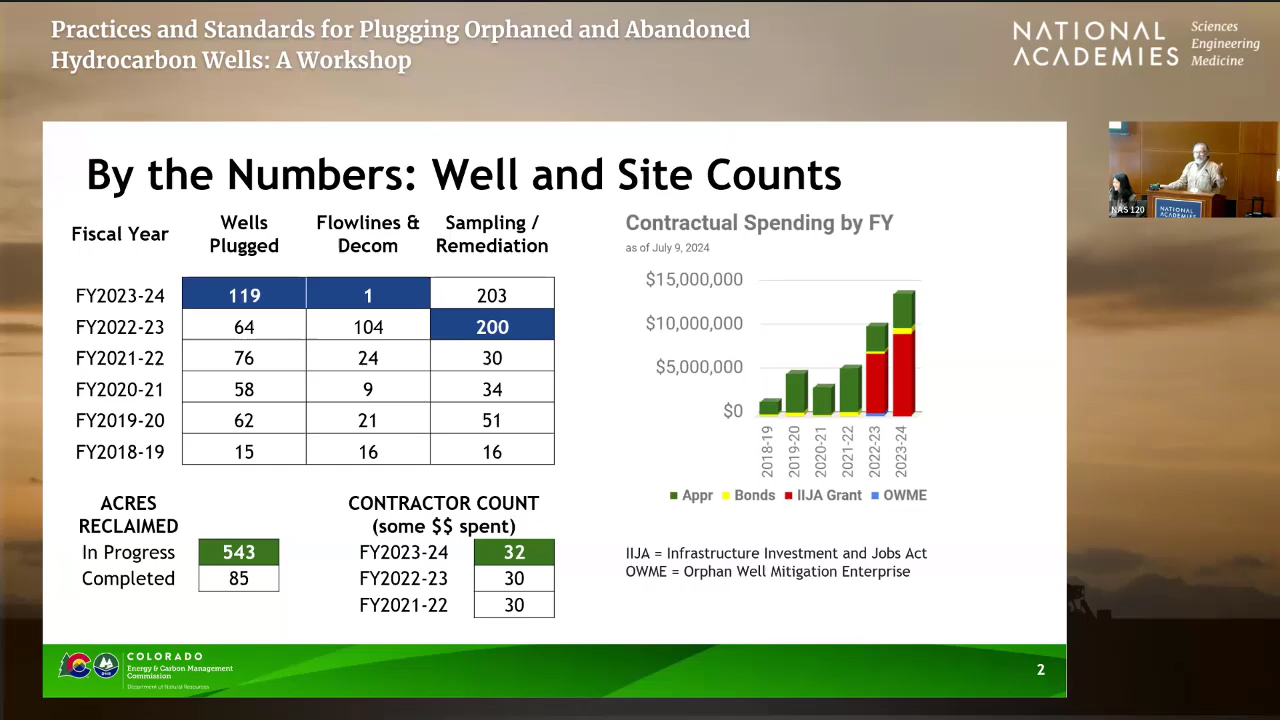 Practices and Standards for Plugging Orphaned and Abandoned
Hydrocarbon Wells: A Workshop
NATIONAL ACADEMIES
Sciences
Engineering
Medicine
By the Numbers: Well and Site Counts
Fiscal Year Wells Plugged Flowlines & Decom Sampling / Remediation
FY2023-24 119 1 203
FY2022-23 64 104 200
FY2021-22 76 24 30
FY2020-21 58 9 34
FY2019-20 62 21 51
FY2018-19 15 16 16
ACRES
RECLAIMED
In Progress 543
Completed 85
CONTRACTOR COUNT
(some $$ spent)
FY2023-24 32
FY2022-23 30
FY2021-22 30
Contractual Spending by FY
as of July 9, 2024
$15,000,000
$10,000,000
$5,000,000
$0
2018-19
2019-20
2020-21
2021-22
2022-23
2023-24
Appr Bonds IIJA Grant OWME
IIJA = Infrastructure Investment and Jobs Act
OWME = Orphan Well Mitigation Enterprise
NAS 120
NATIONAL
ACADEMIES
COLORADO
Energy & Carbon Management
Commission
Department of Natural Resources
2